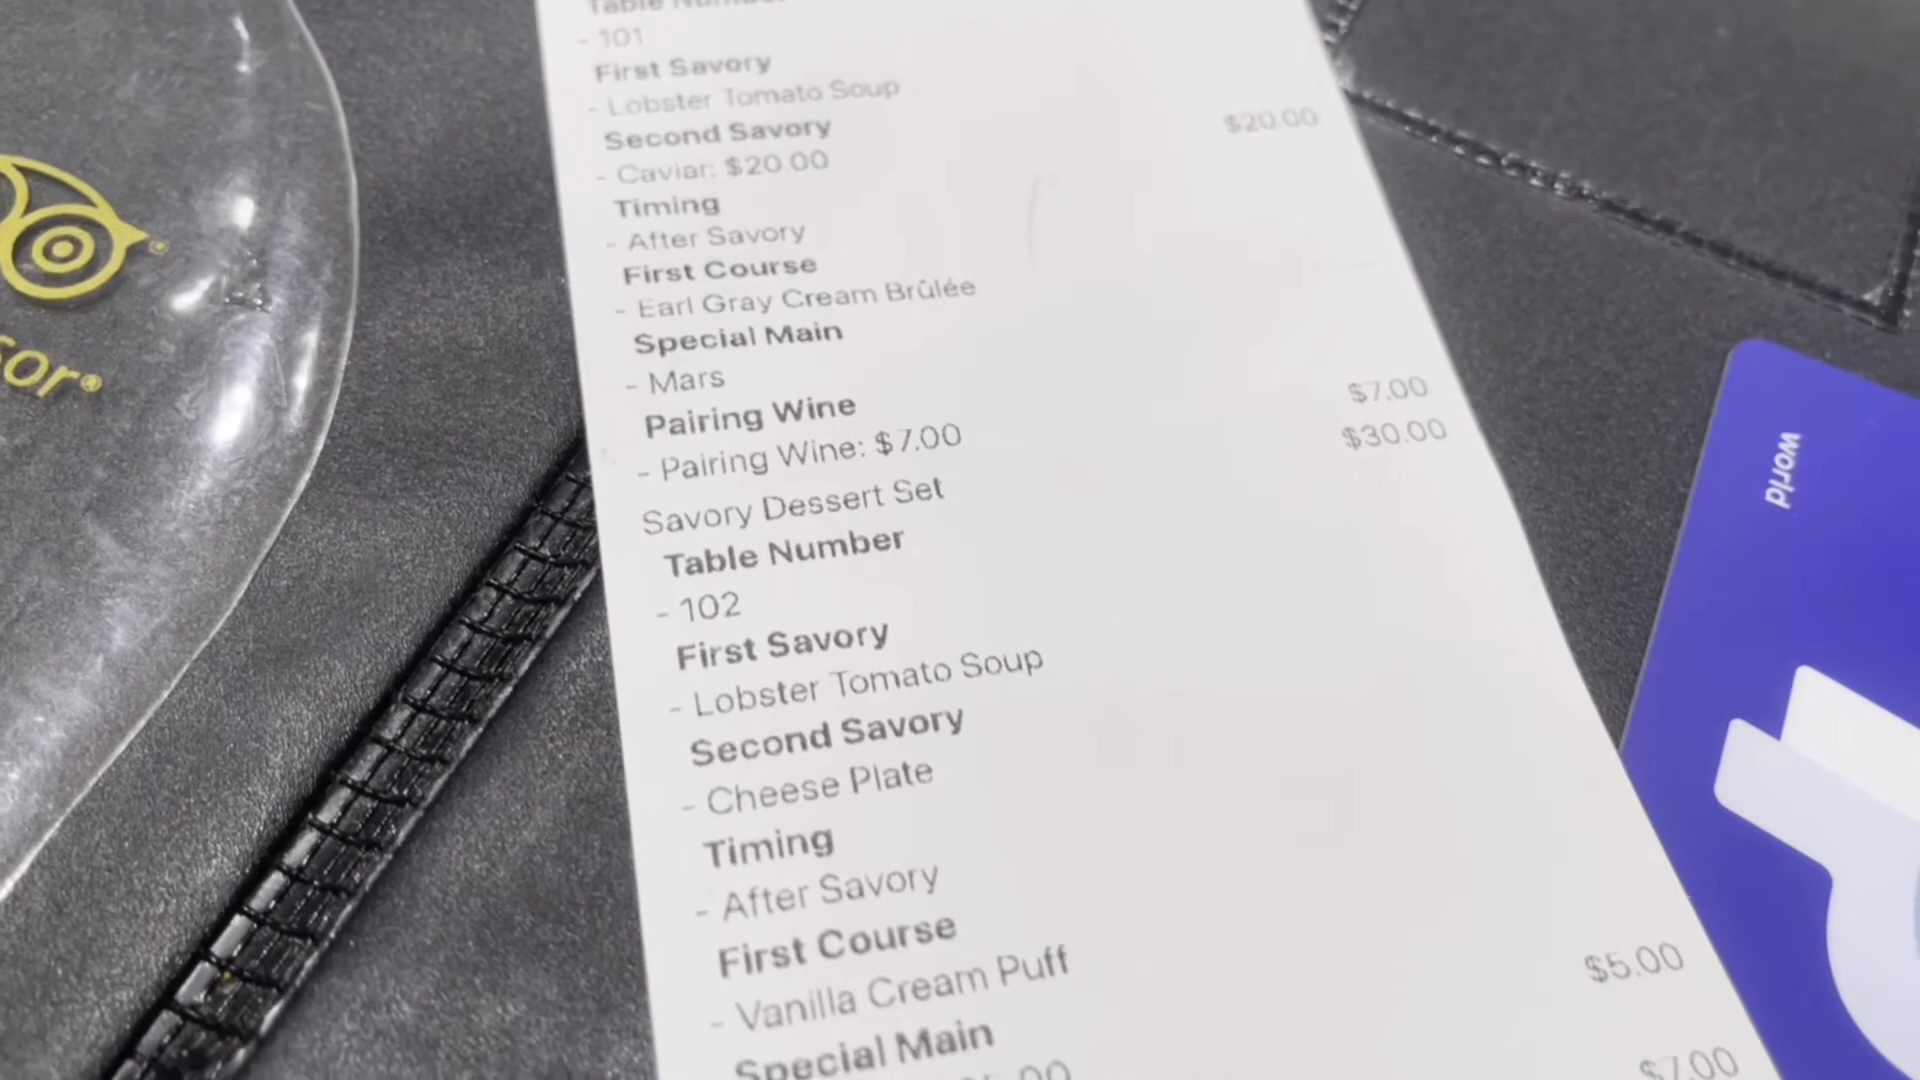 Table Number
- 101
First Savory
- Lobster Tomato Soup
Second Savory
- Caviar: $20.00 $20.00
Timing
- After Savory
First Course
- Earl Gray Cream Brûlée
Special Main
- Mars
Pairing Wine
- Pairing Wine: $7.00 $7.00
Savory Dessert Set $30.00
Table Number
- 102
First Savory
- Lobster Tomato Soup
Second Savory
- Cheese Plate
Timing
- After Savory
First Course
- Vanilla Cream Puff
Special Main
$5.00
$7.00
sor®
world